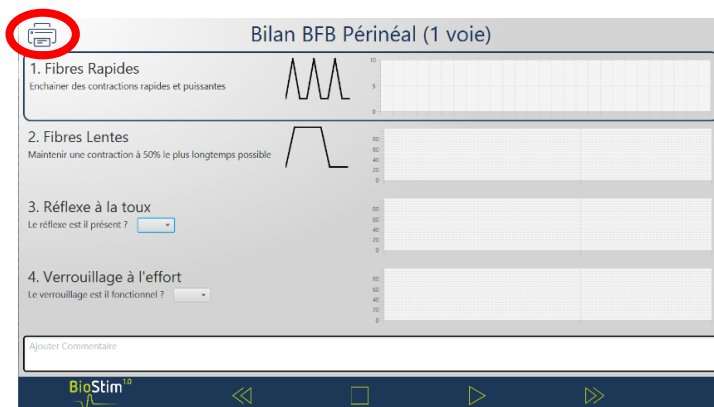 Bilan BFB Périnéal (1 voie)
1. Fibres Rapides
Enchainer des contractions rapides et puissantes
10
5
0
2. Fibres Lentes
Maintenir une contraction à 50% le plus longtemps possible
80
60
40
20
0
3. Réflexe à la toux
Le réflexe est il présent ?
80
60
40
20
0
4. Verrouillage à l'effort
Le verrouillage est il fonctionnel ?
80
60
40
20
0
Ajouter Commentaire
BioStim 1.0